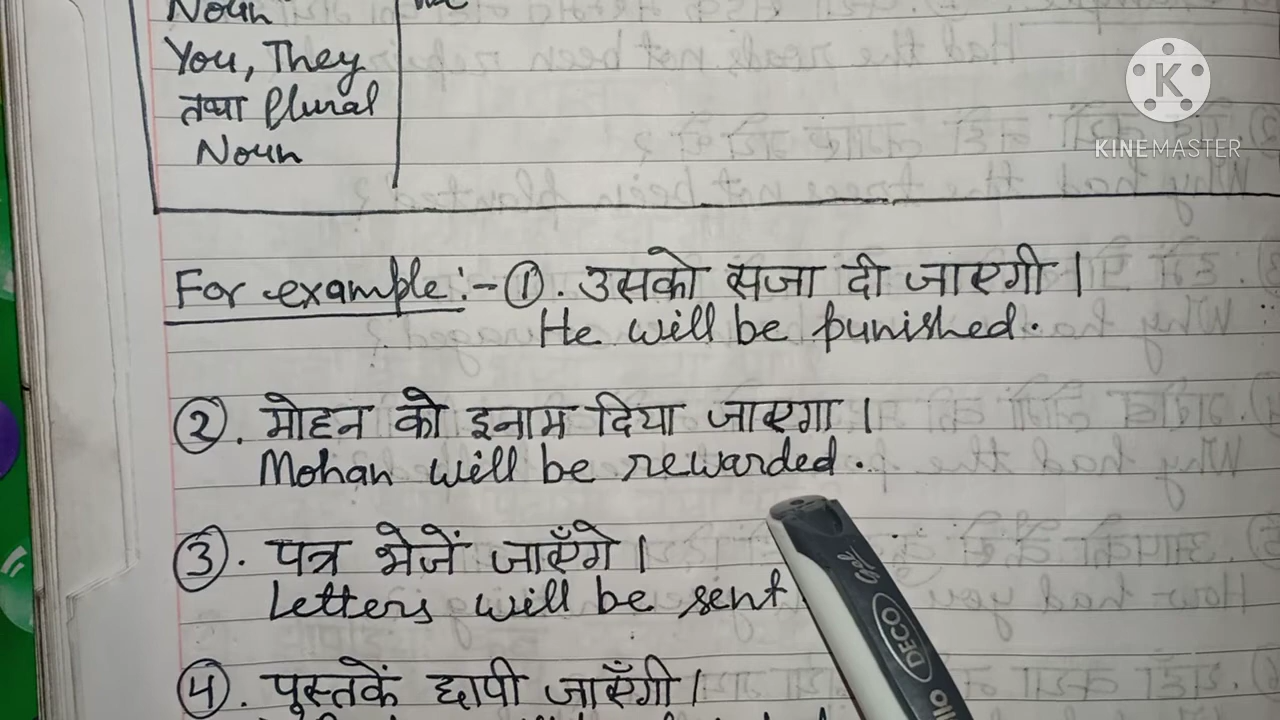 Noun
You, They
तथा Plural
Noun
K
KINEMASTER
For example:- ①. उसको सजा दी जाएगी।
He will be punished.
②. मोहन को इनाम दिया जाएगा।
Mohan will be rewarded.
③. पत्र भेजें जाएँगे।
Letters will be sent
④. पुस्तकें छापी जाएँगी।
DECO Gel